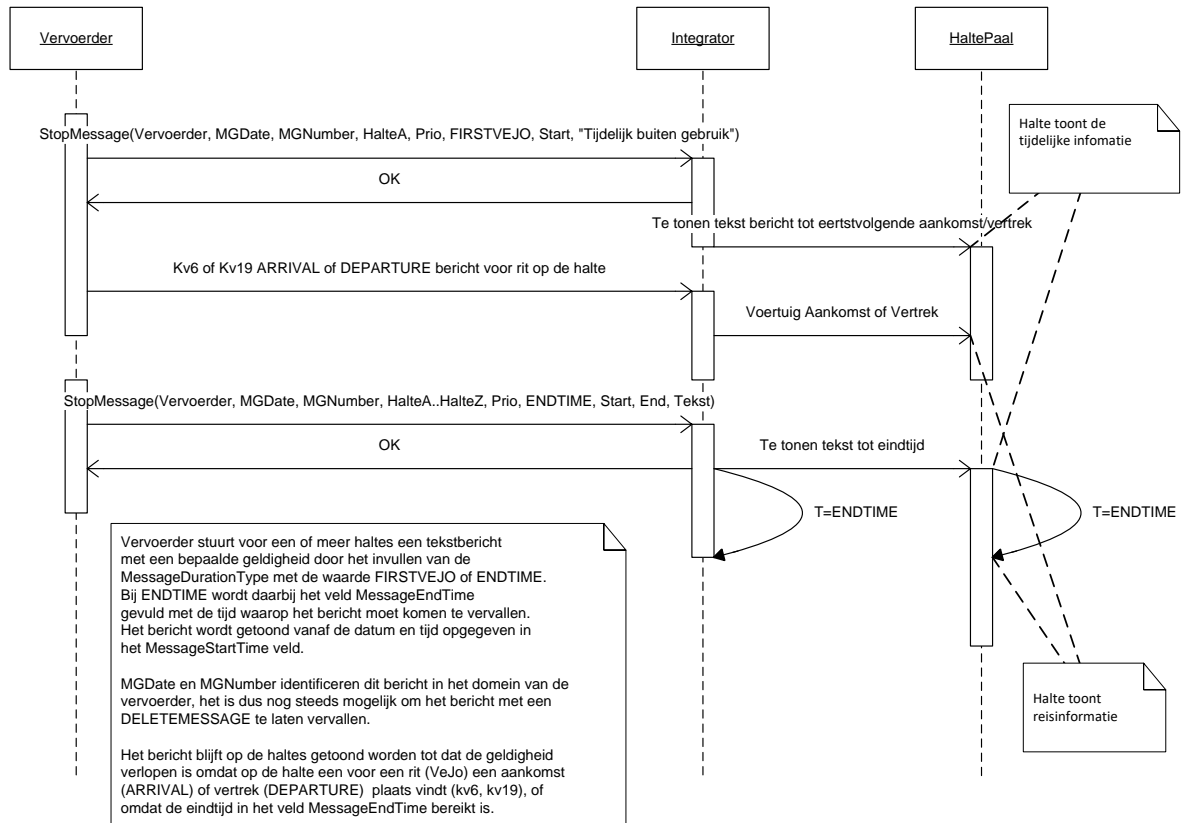 Vervoerder
Integrator
HaltePaal
StopMessage(Vervoerder, MGDate, MGNumber, HalteA, Prio, FIRSTVEJO, Start, "Tijdelijk buiten gebruik")
Halte toont de
tijdelijke infomatie
OK
Te tonen tekst bericht tot eertstvolgende aankomst/vertrek
Kv6 of Kv19 ARRIVAL of DEPARTURE bericht voor rit op de halte
Voertuig Aankomst of Vertrek
StopMessage(Vervoerder, MGDate, MGNumber, HalteA..HalteZ, Prio, ENDTIME, Start, End, Tekst)
OK
Te tonen tekst tot eindtijd
T=ENDTIME
T=ENDTIME
Vervoerder stuurt voor een of meer haltes een tekstbericht
met een bepaalde geldigheid door het invullen van de
MessageDurationType met de waarde FIRSTVEJO of ENDTIME.
Bij ENDTIME wordt daarbij het veld MessageEndTime
gevuld met de tijd waarop het bericht moet komen te vervallen.
Het bericht wordt getoond vanaf de datum en tijd opgegeven in
het MessageStartTime veld.
MGDate en MGNumber identificeren dit bericht in het domein van de
vervoerder, het is dus nog steeds mogelijk om het bericht met een
DELETEMESSAGE te laten vervallen.
Het bericht blijft op de haltes getoond worden tot dat de geldigheid
verlopen is omdat op de halte een voor een rit (VeJo) een aankomst
(ARRIVAL) of vertrek (DEPARTURE) plaats vindt (kv6, kv19), of
omdat de eindtijd in het veld MessageEndTime bereikt is.
Halte toont
reisinformatie